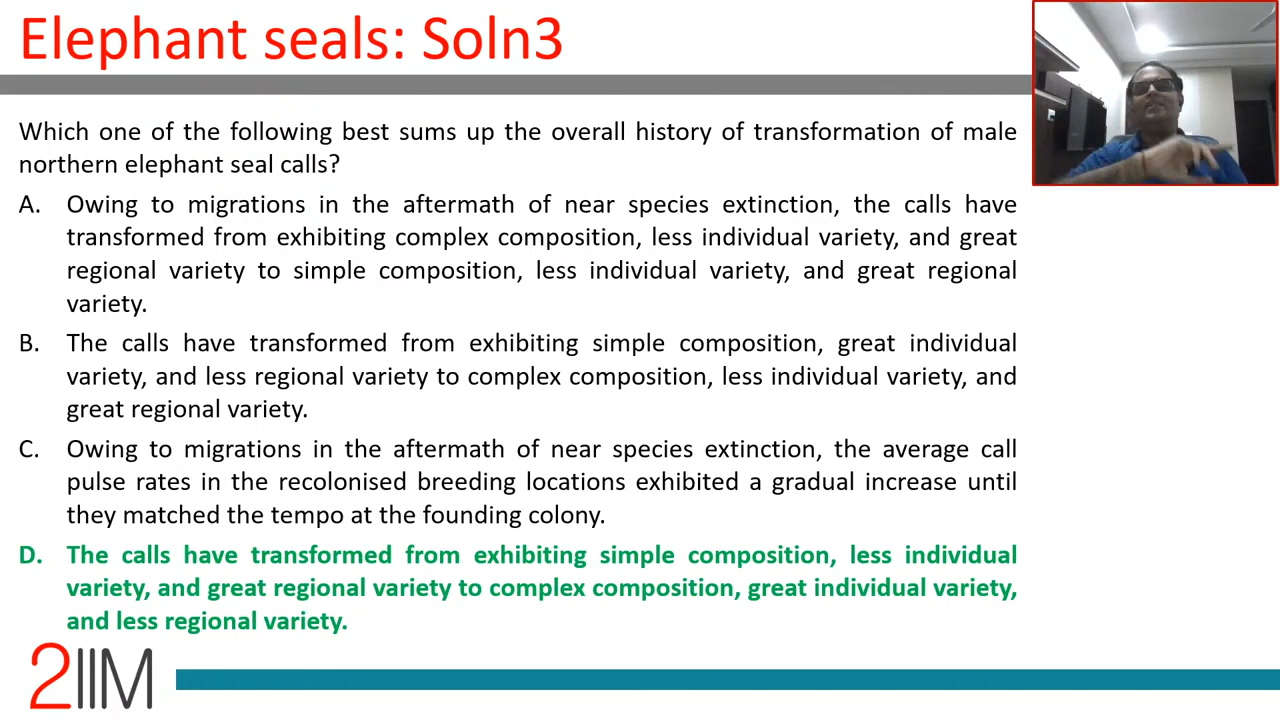 Elephant seals: Soln3
Which one of the following best sums up the overall history of transformation of male
northern elephant seal calls?
A. Owing to migrations in the aftermath of near species extinction, the calls have
transformed from exhibiting complex composition, less individual variety, and great
regional variety to simple composition, less individual variety, and great regional
variety.
B. The calls have transformed from exhibiting simple composition, great individual
variety, and less regional variety to complex composition, less individual variety, and
great regional variety.
C. Owing to migrations in the aftermath of near species extinction, the average call
pulse rates in the recolonised breeding locations exhibited a gradual increase until
they matched the tempo at the founding colony.
D. The calls have transformed from exhibiting simple composition, less individual
variety, and great regional variety to complex composition, great individual variety,
and less regional variety.
2IIM